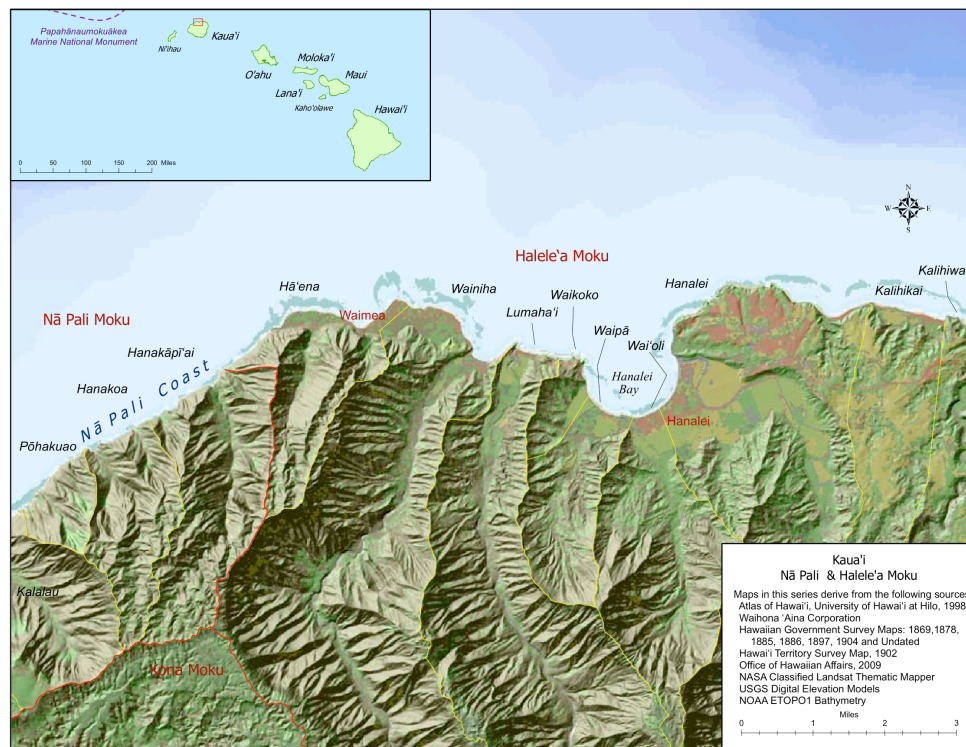 Papahānaumokuākea
Marine National Monument
Ni'ihau
Kaua'i
O'ahu
Moloka'i
Lana'i
Maui
Kaho'olawe
Hawai'i
0 50 100 150 200 Miles
N
W E
S
Halele'a Moku
Kalihiwai
Hanalei
Kalihikai
Hā'ena
Wainiha
Waikoko
Lumaha'i
Waimea
Nā Pali Moku
Waipā
Wai'oli
Hanakāpī'ai
Hanalei
Bay
Hanakoa
Nā Pali Coast
Hanalei
Pōhakuao
Kalalau
Kona Moku
Kaua'i
Nā Pali & Halele'a Moku
Maps in this series derive from the following sources
Atlas of Hawai'i, University of Hawai'i at Hilo, 1998
Waihona 'Aina Corporation
Hawaiian Government Survey Maps: 1869,1878,
1885, 1886, 1897, 1904 and Undated
Hawai'i Territory Survey Map, 1902
Office of Hawaiian Affairs, 2009
NASA Classified Landsat Thematic Mapper
USGS Digital Elevation Models
NOAA ETOPO1 Bathymetry
Miles
0 1 2 3